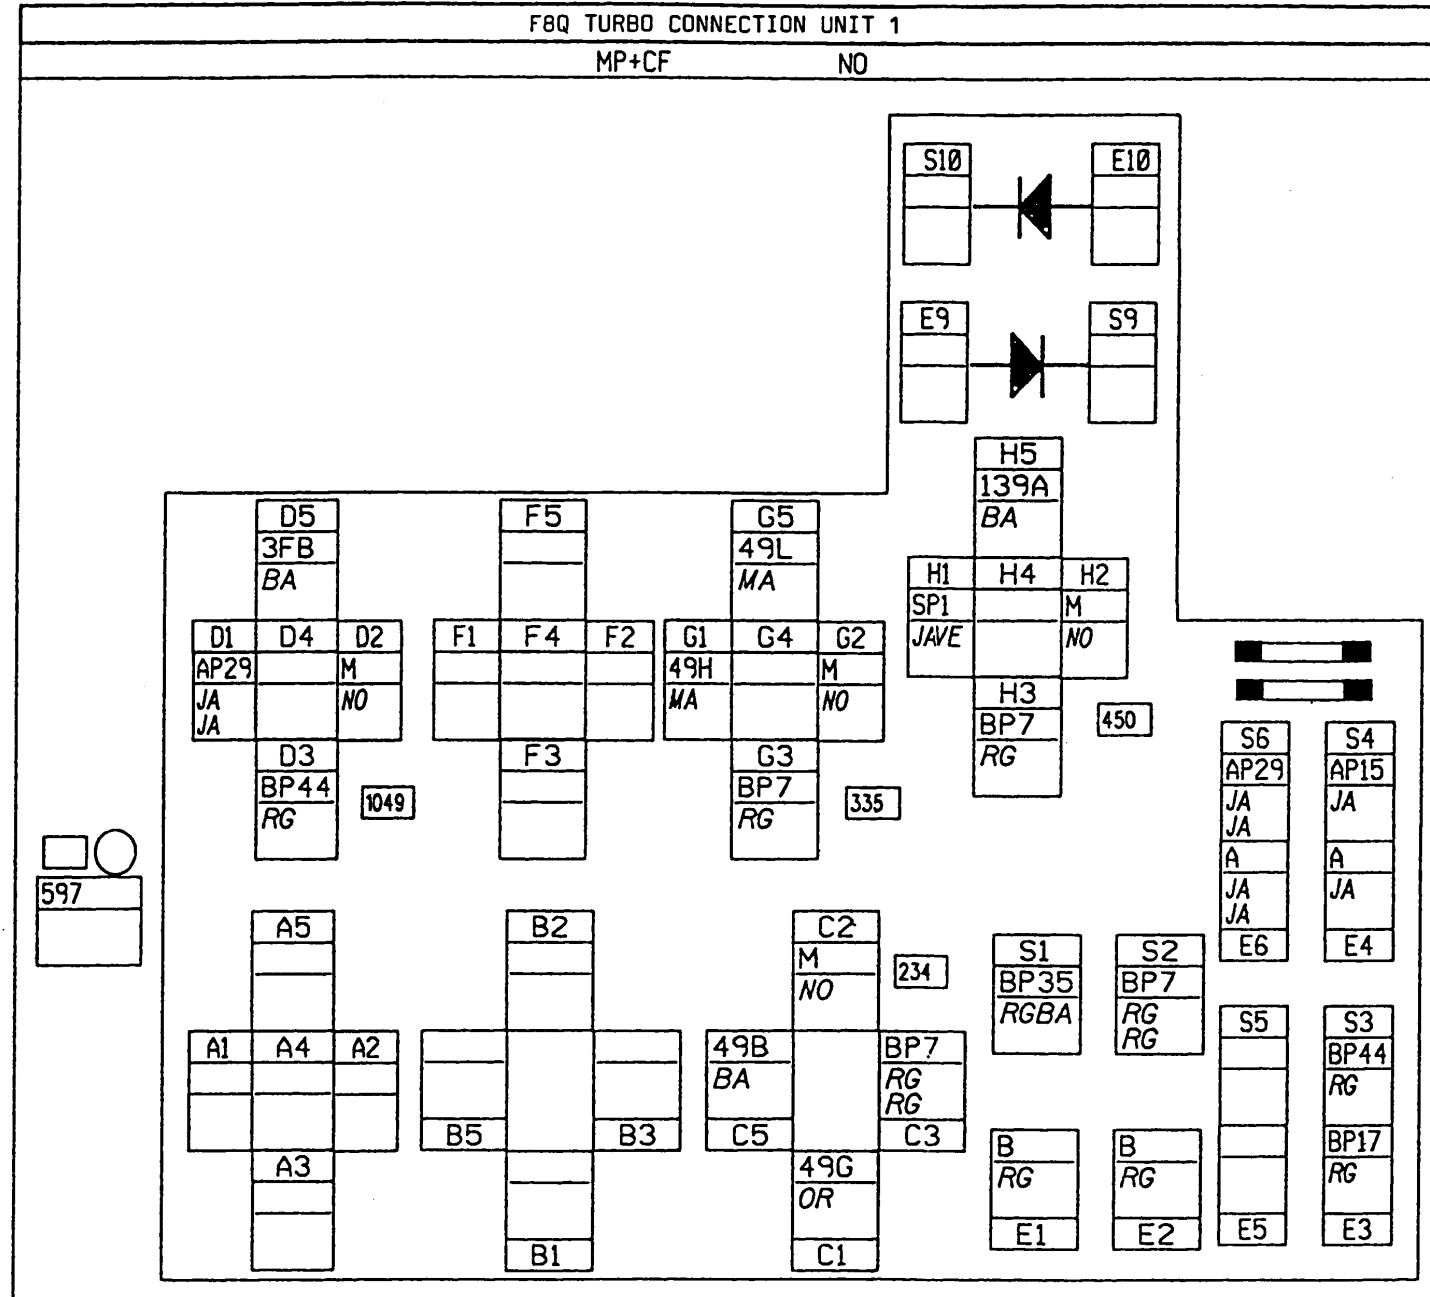 F8Q TURBO CONNECTION UNIT 1
MP+CF NO
S10 E10
E9 S9
H5
139A
BA
H1 H4 H2
SP1 M
JAVE NO
H3
BP7
RG
450
D5
3FB
BA
D1 D4 D2
AP29 M
JA NO
JA
D3
BP44
RG
1049
F5
F1 F4 F2
F3
G5
49L
MA
G1 G4 G2
49H M
MA NO
G3
BP7
RG
335
S6
AP29
JA
JA
A
JA
JA
E6
S4
AP15
JA
A
JA
E4
597
A5
A1 A4 A2
A3
B2
B5 B3
B1
C2
M
NO
234
49B BP7
BA RG
RG
C5 C3
49G
OR
C1
S1
BP35
RGBA
B
RG
E1
S2
BP7
RG
RG
B
RG
E2
S5
E5
S3
BP44
RG
BP17
RG
E3